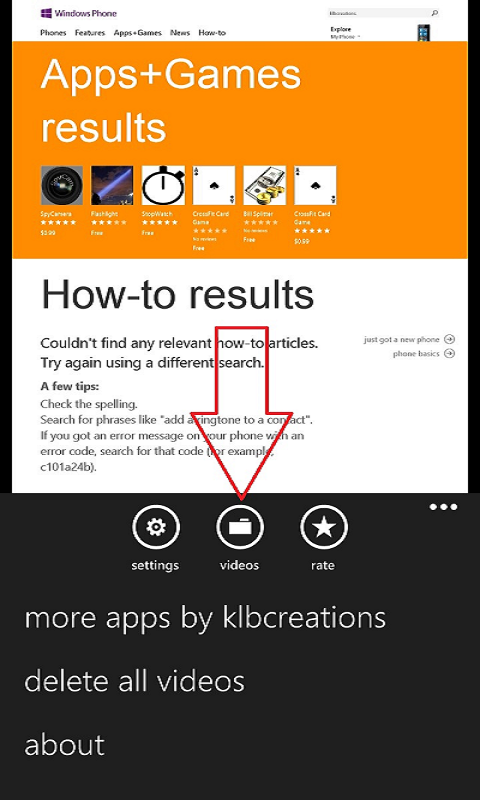 Windows Phone
klbcreations
Phones Features Apps+Games News How-to
Explore
My Phone
Apps+Games
results
SpyCamera
$0.99
Flashlight
Free
StopWatch
Free
CrossFit Card
Game
No reviews
Free
Bill Splitter
No reviews
Free
CrossFit Card
Game
$0.99
How-to results
Couldn't find any relevant how-to articles.
Try again using a different search.
just got a new phone
phone basics
A few tips:
Check the spelling.
Search for phrases like "add a ringtone to a contact".
If you got an error message on your phone with an
error code, search for that code (for example,
c101a24b).
settings
videos
rate
more apps by klbcreations
delete all videos
about